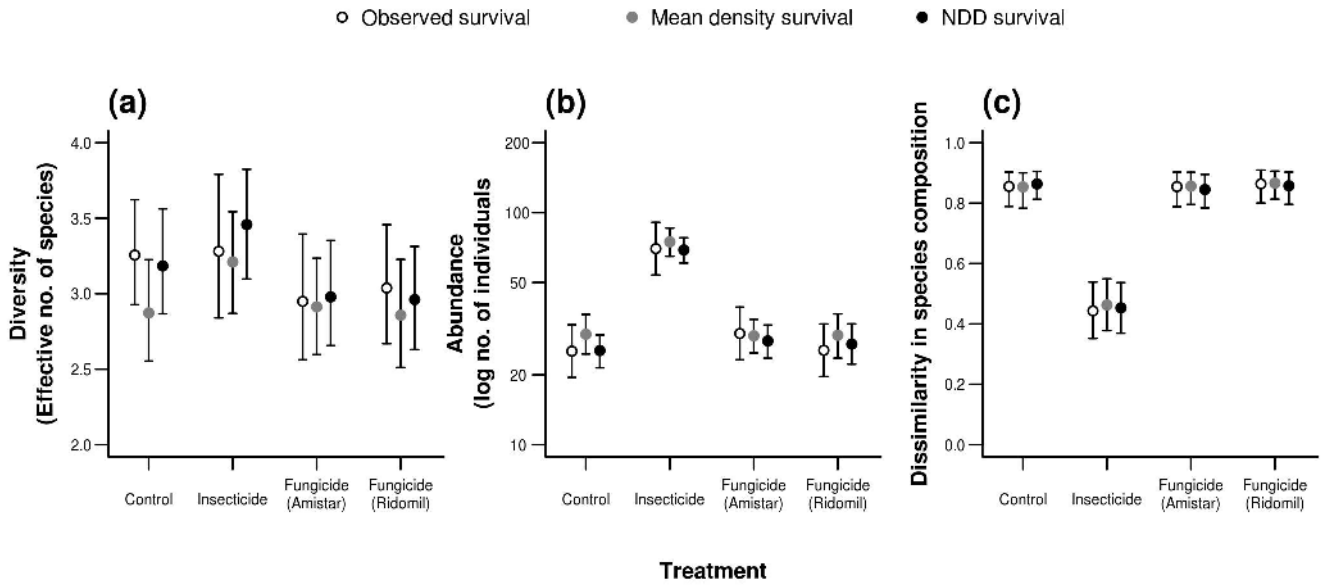 Observed survival
Mean density survival
NDD survival
(a)
Diversity
(Effective no. of species)
4.0
3.5
3.0
2.5
2.0
Control
Insecticide
Fungicide
(Amistar)
Fungicide
(Ridomil)
(b)
Abundance
(log no. of individuals)
200
100
50
20
10
Control
Insecticide
Fungicide
(Amistar)
Fungicide
(Ridomil)
(c)
Dissimilarity in species composition
1.0
0.8
0.6
0.4
0.2
0.0
Control
Insecticide
Fungicide
(Amistar)
Fungicide
(Ridomil)
Treatment